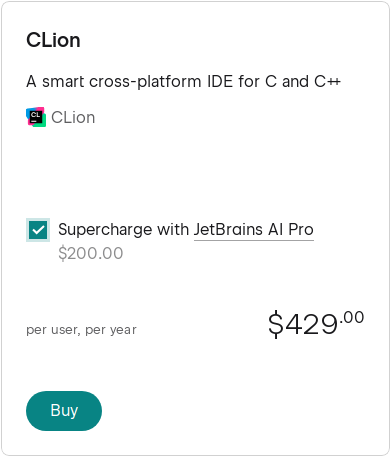 CLion
A smart cross-platform IDE for C and C++
CL
CLion
Supercharge with JetBrains AI Pro
$200.00
per user, per year
$429.00
Buy